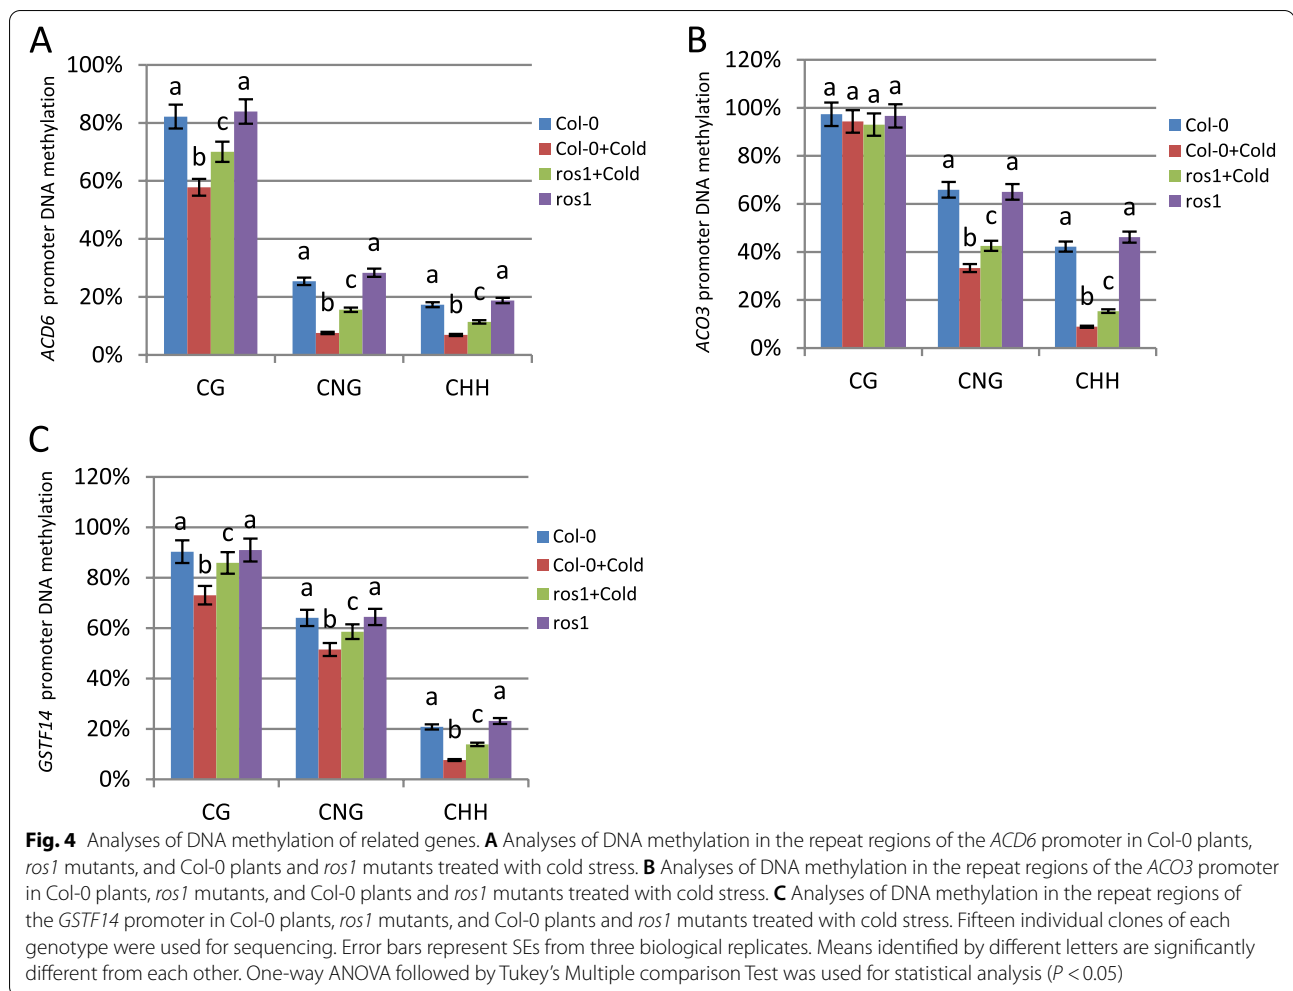 A
ACD6 promoter DNA methylation
100%
80%
60%
40%
20%
0%
a
b
c
a
a
b
c
a
a
b
c
a
CG
CNG
CHH
Col-0
Col-0+Cold
ros1+Cold
ros1
B
ACO3 promoter DNA methylation
120%
100%
80%
60%
40%
20%
0%
a
a
a
a
a
b
c
a
a
b
c
a
CG
CNG
CHH
Col-0
Col-0+Cold
ros1+Cold
ros1
C
GSTF14 promoter DNA methylation
120%
100%
80%
60%
40%
20%
0%
a
b
c
a
a
b
c
a
a
b
c
a
CG
CNG
CHH
Col-0
Col-0+Cold
ros1+Cold
ros1
Fig. 4 Analyses of DNA methylation of related genes. A Analyses of DNA methylation in the repeat regions of the ACD6 promoter in Col-0 plants,
ros1 mutants, and Col-0 plants and ros1 mutants treated with cold stress. B Analyses of DNA methylation in the repeat regions of the ACO3 promoter
in Col-0 plants, ros1 mutants, and Col-0 plants and ros1 mutants treated with cold stress. C Analyses of DNA methylation in the repeat regions of
the GSTF14 promoter in Col-0 plants, ros1 mutants, and Col-0 plants and ros1 mutants treated with cold stress. Fifteen individual clones of each
genotype were used for sequencing. Error bars represent SEs from three biological replicates. Means identified by different letters are significantly
different from each other. One-way ANOVA followed by Tukey's Multiple comparison Test was used for statistical analysis (P < 0.05)